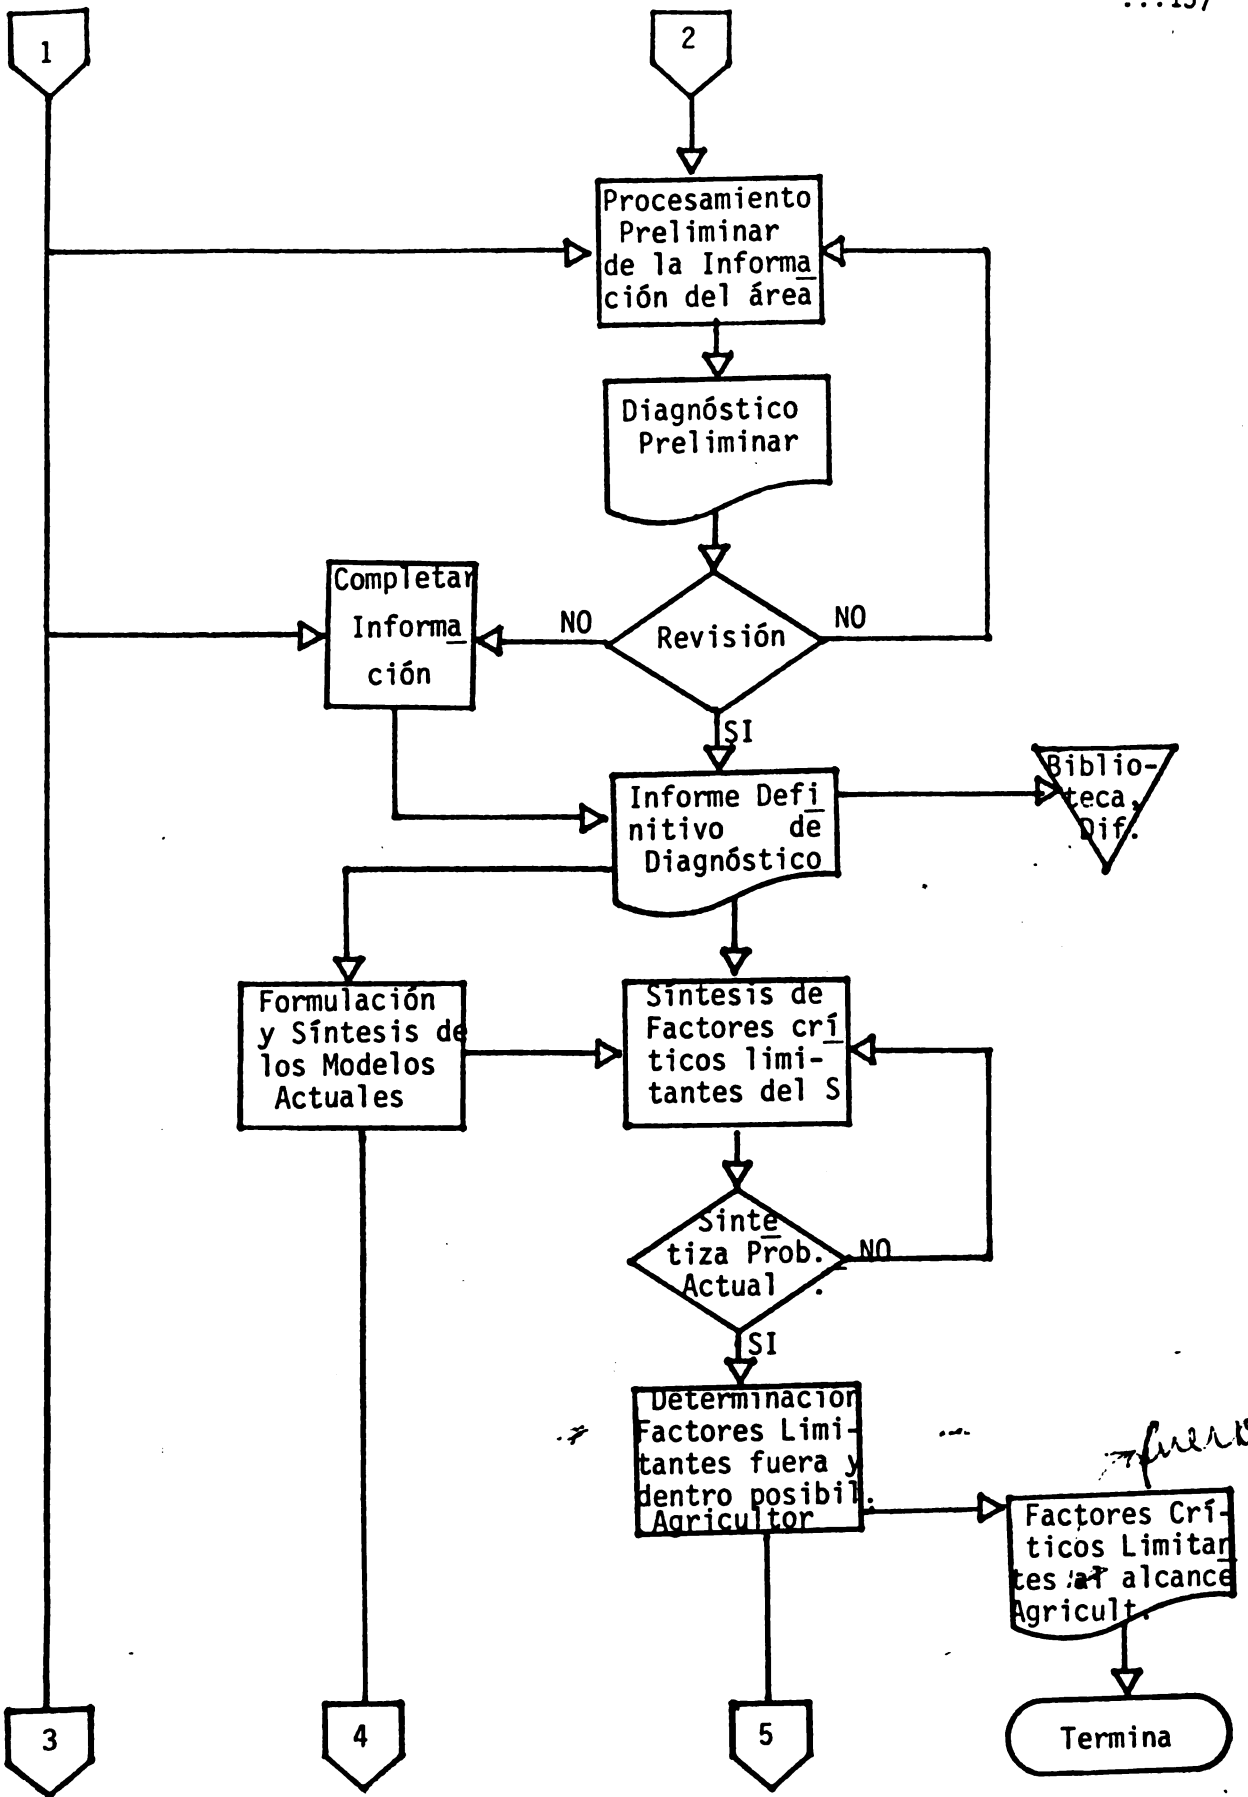 ...137
1
2
Procesamiento
Preliminar
de la Informa
ción del área
Diagnóstico
Preliminar
Completar
Informa
ción
NO
Revisión
NO
SI
Informe Defi
nitivo de
Diagnóstico
Biblio-
teca,
Dif.
Formulación
y Síntesis de
los Modelos
Actuales
Síntesis de
Factores crí
ticos limi-
tantes del S
Sinte
tiza Prob.
Actual .
NO
SI
Determinación
Factores Limi-
tantes fuera y
dentro posibil.
Agricultor
fuera
Factores Crí-
ticos Limitan
tes al alcance
Agricult.
3
4
5
Termina